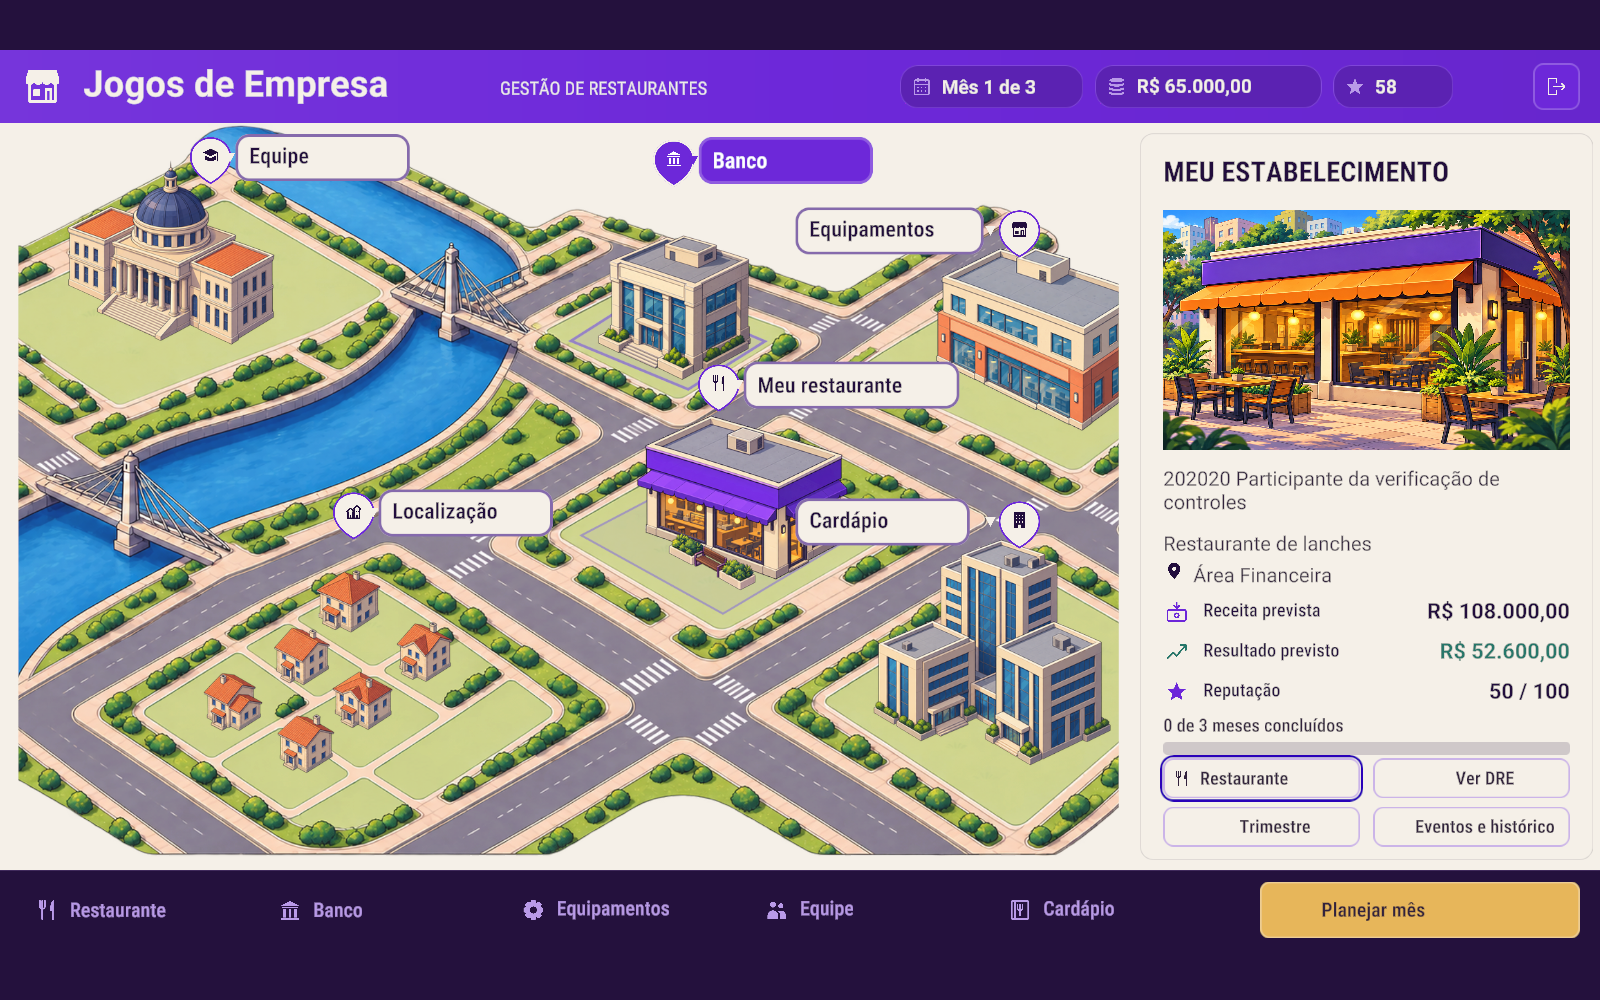 Jogos de Empresa
GESTÃO DE RESTAURANTES
Mês 1 de 3
R$ 65.000,00
58
Equipe
Banco
Equipamentos
Meu restaurante
Localização
Cardápio
MEU ESTABELECIMENTO
202020 Participante da verificação de
controles
Restaurante de lanches
Área Financeira
Receita prevista R$ 108.000,00
Resultado previsto R$ 52.600,00
Reputação 50 / 100
0 de 3 meses concluídos
Restaurante
Ver DRE
Trimestre
Eventos e histórico
Restaurante
Banco
Equipamentos
Equipe
Cardápio
Planejar mês